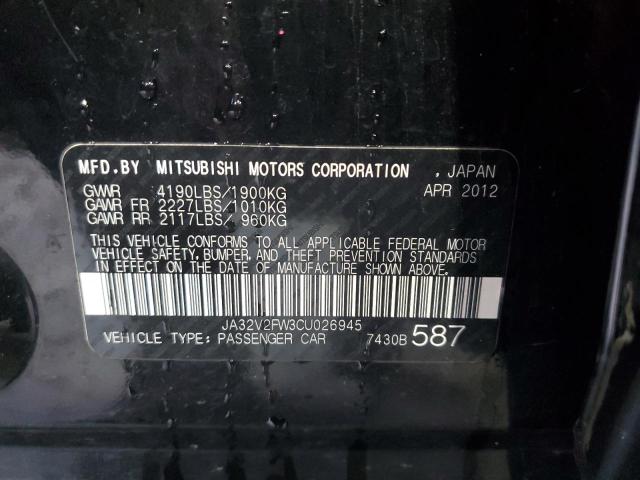 MFD.BY MITSUBISHI MOTORS CORPORATION , JAPAN
GVWR 4190LBS/1900KG APR 2012
GAWR FR 2227LBS/1010KG
GAWR RR 2117LBS/ 960KG
THIS VEHICLE CONFORMS TO ALL APPLICABLE FEDERAL MOTOR
VEHICLE SAFETY, BUMPER, AND THEFT PREVENTION STANDARDS
IN EFFECT ON THE DATE OF MANUFACTURE SHOWN ABOVE.
JA32V2FW3CU026945
VEHICLE TYPE: PASSENGER CAR 7430B 587